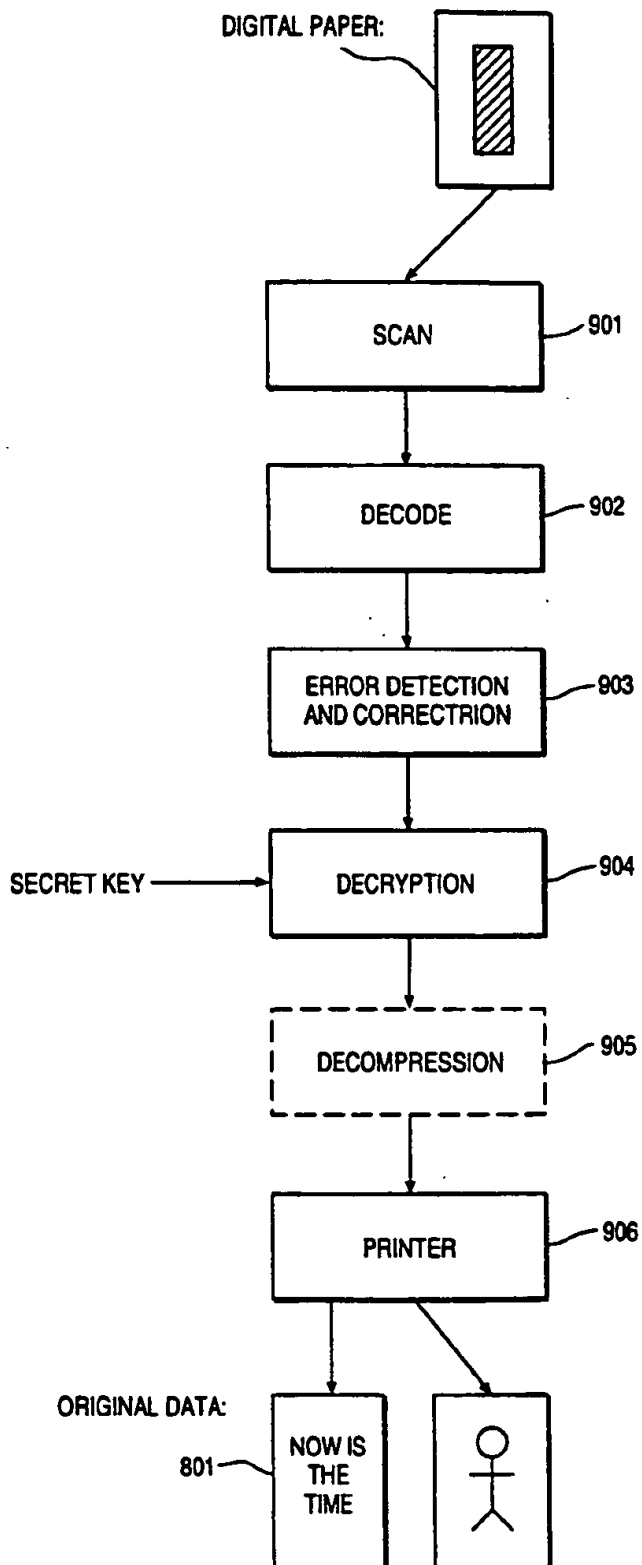 DIGITAL PAPER:
SCAN
901
DECODE
902
ERROR DETECTION
AND CORRECTRION
903
SECRET KEY
DECRYPTION
904
DECOMPRESSION
905
PRINTER
906
ORIGINAL DATA:
801
NOW IS
THE
TIME